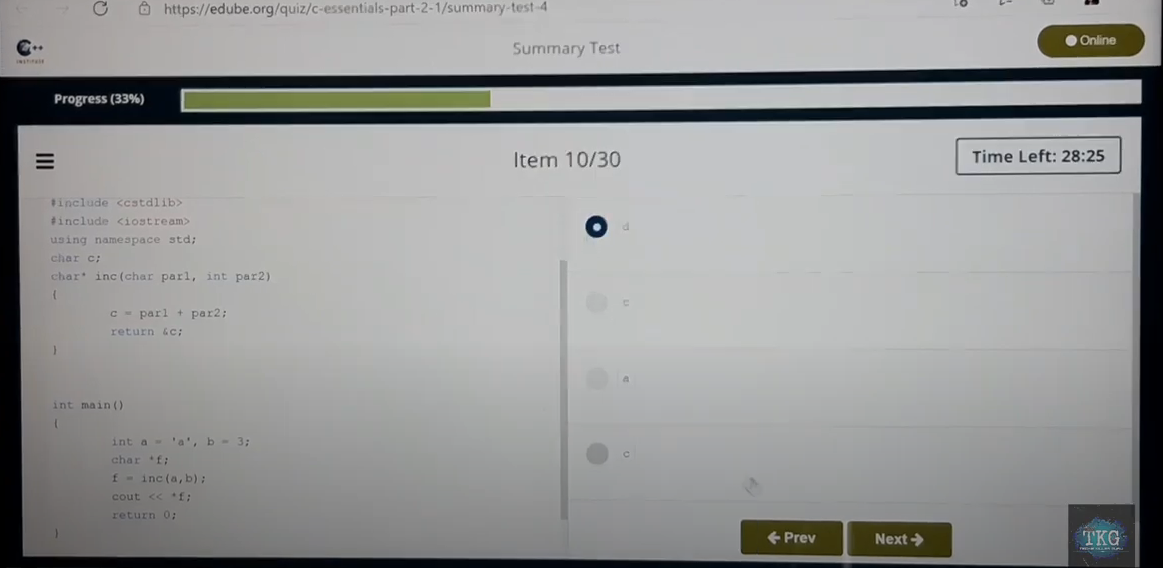 https://edube.org/quiz/c-essentials-part-2-1/summary-test-4
C++
INSTITUTE
Summary Test
Online
Progress (33%)
Item 10/30
Time Left: 28:25
#include <cstdlib>
#include <iostream>
using namespace std;
char c;
char* inc(char par1, int par2)
{
c = par1 + par2;
return &c;
}
int main()
{
int a = 'a', b = 3;
char *f;
f = inc(a,b);
cout << *f;
return 0;
}
d
c
a
c
← Prev
Next →
TKG